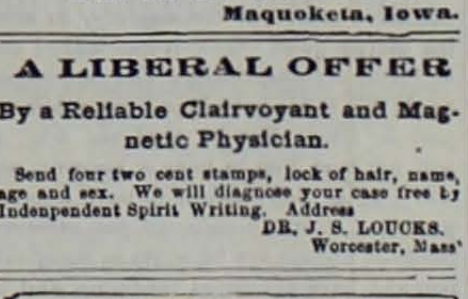 Maquoketa, Iowa.
A LIBERAL OFFER
By a Reliable Clairvoyant and Mag-
netic Physician.
Send four two cent stamps, lock of hair, name,
age and sex. We will diagnose your case free by
Indenpendent Spirit Writing. Address
DR. J. S. LOUCKS.
Worcester, Mass